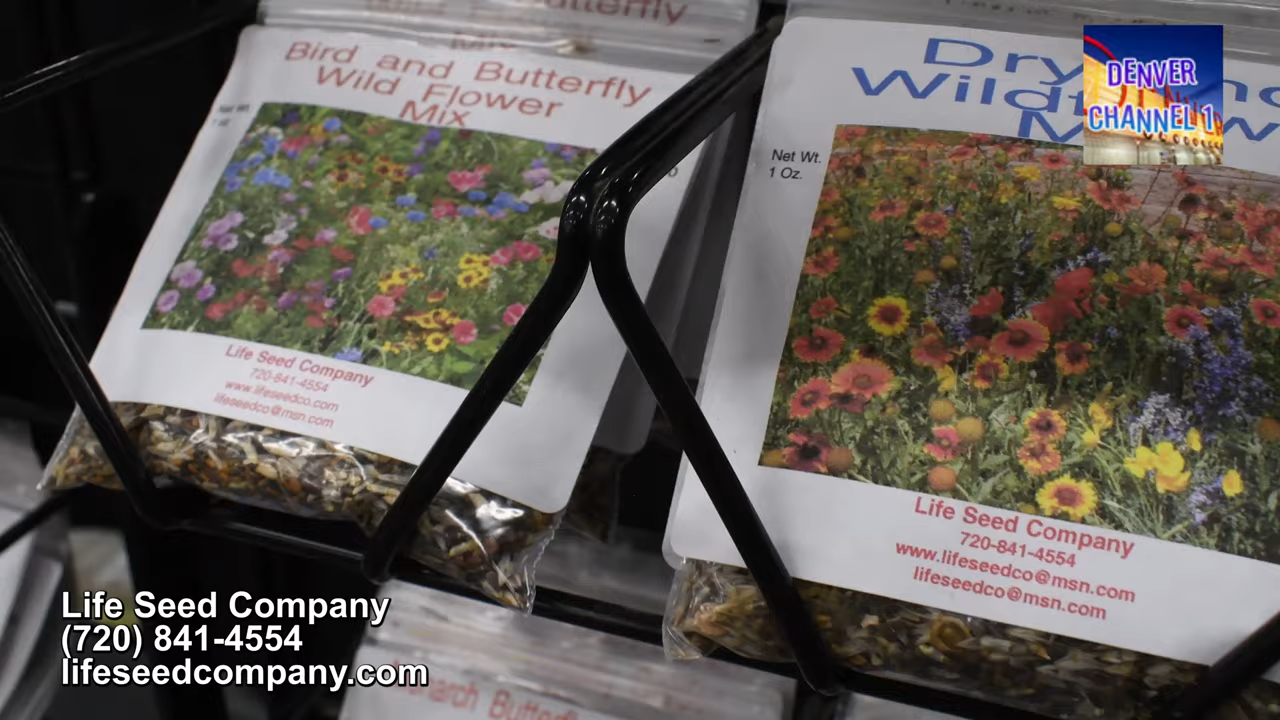 Butterfly
Bird and Butterfly
Wild Flower
Mix
Life Seed Company
720-841-4554
www.lifeseedco.com
lifeseedco@msn.com
Net Wt.
1 Oz.
Life Seed Company
720-841-4554
www.lifeseedco@msn.com
lifeseedco@msn.com
DENVER
CHANNEL 1
Life Seed Company
(720) 841-4554
lifeseedcompany.com